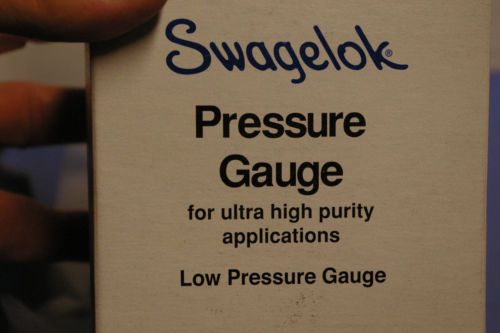 Swagelok®
Pressure
Gauge
for ultra high purity
applications
Low Pressure Gauge